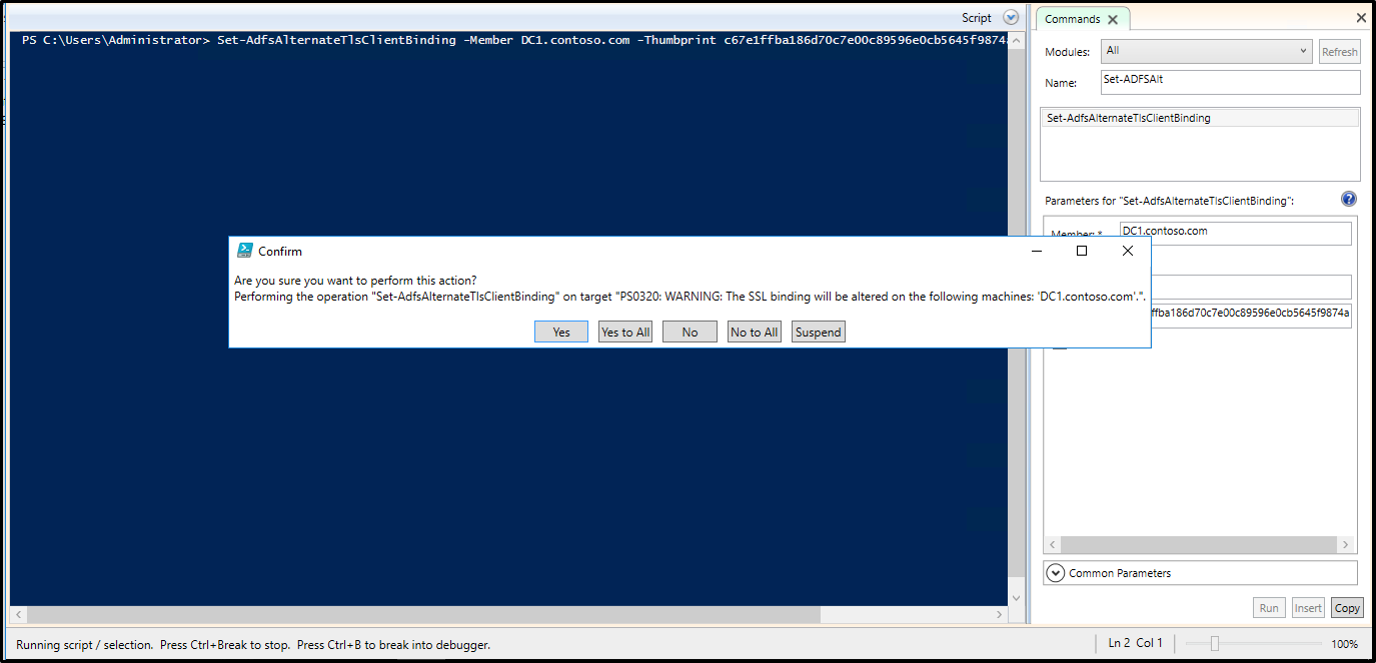 Script
PS C:\Users\Administrator> Set-AdfsAlternateTlsClientBinding -Member DC1.contoso.com -Thumbprint c67e1ffba186d70c7e00c89596e0cb5645f9874
Commands
Modules: All Refresh
Name: Set-ADFSAlt
Set-AdfsAlternateTlsClientBinding
Parameters for "Set-AdfsAlternateTlsClientBinding":
Member: * DC1.contoso.com
ffba186d70c7e00c89596e0cb5645f9874a
Confirm
Are you sure you want to perform this action?
Performing the operation "Set-AdfsAlternateTlsClientBinding" on target "PS0320: WARNING: The SSL binding will be altered on the following machines: 'DC1.contoso.com'.".
Yes Yes to All No No to All Suspend
Common Parameters
Run Insert Copy
Running script / selection. Press Ctrl+Break to stop. Press Ctrl+B to break into debugger.
Ln 2 Col 1 100%